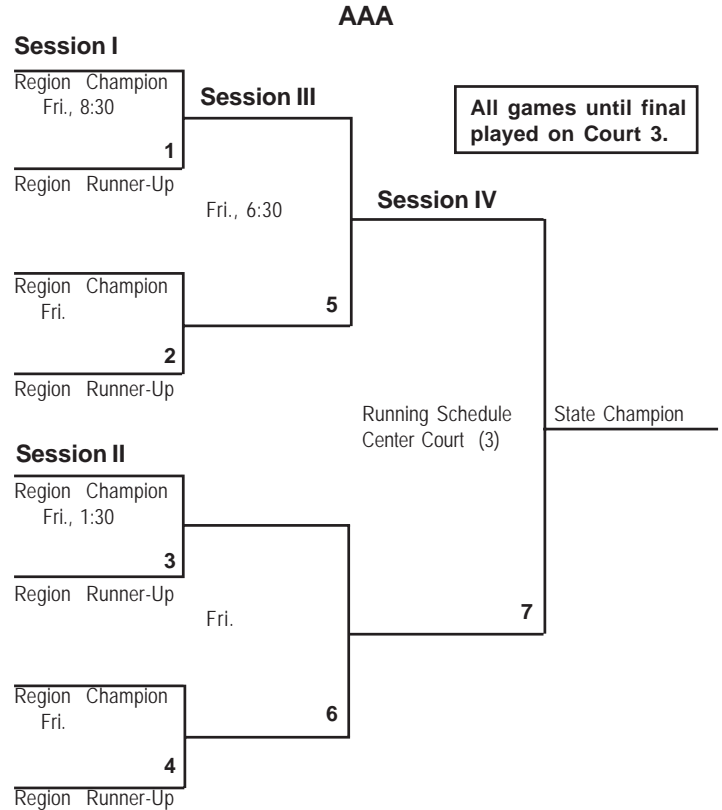 AAA
Session I
Region Champion
Fri., 8:30
1
Region Runner-Up
Session III
All games until final
played on Court 3.
Fri., 6:30
Session IV
Region Champion
Fri.
2
Region Runner-Up
5
Running Schedule
Center Court (3)
State Champion
Session II
Region Champion
Fri., 1:30
3
Region Runner-Up
Fri.
7
Region Champion
Fri.
4
Region Runner-Up
6